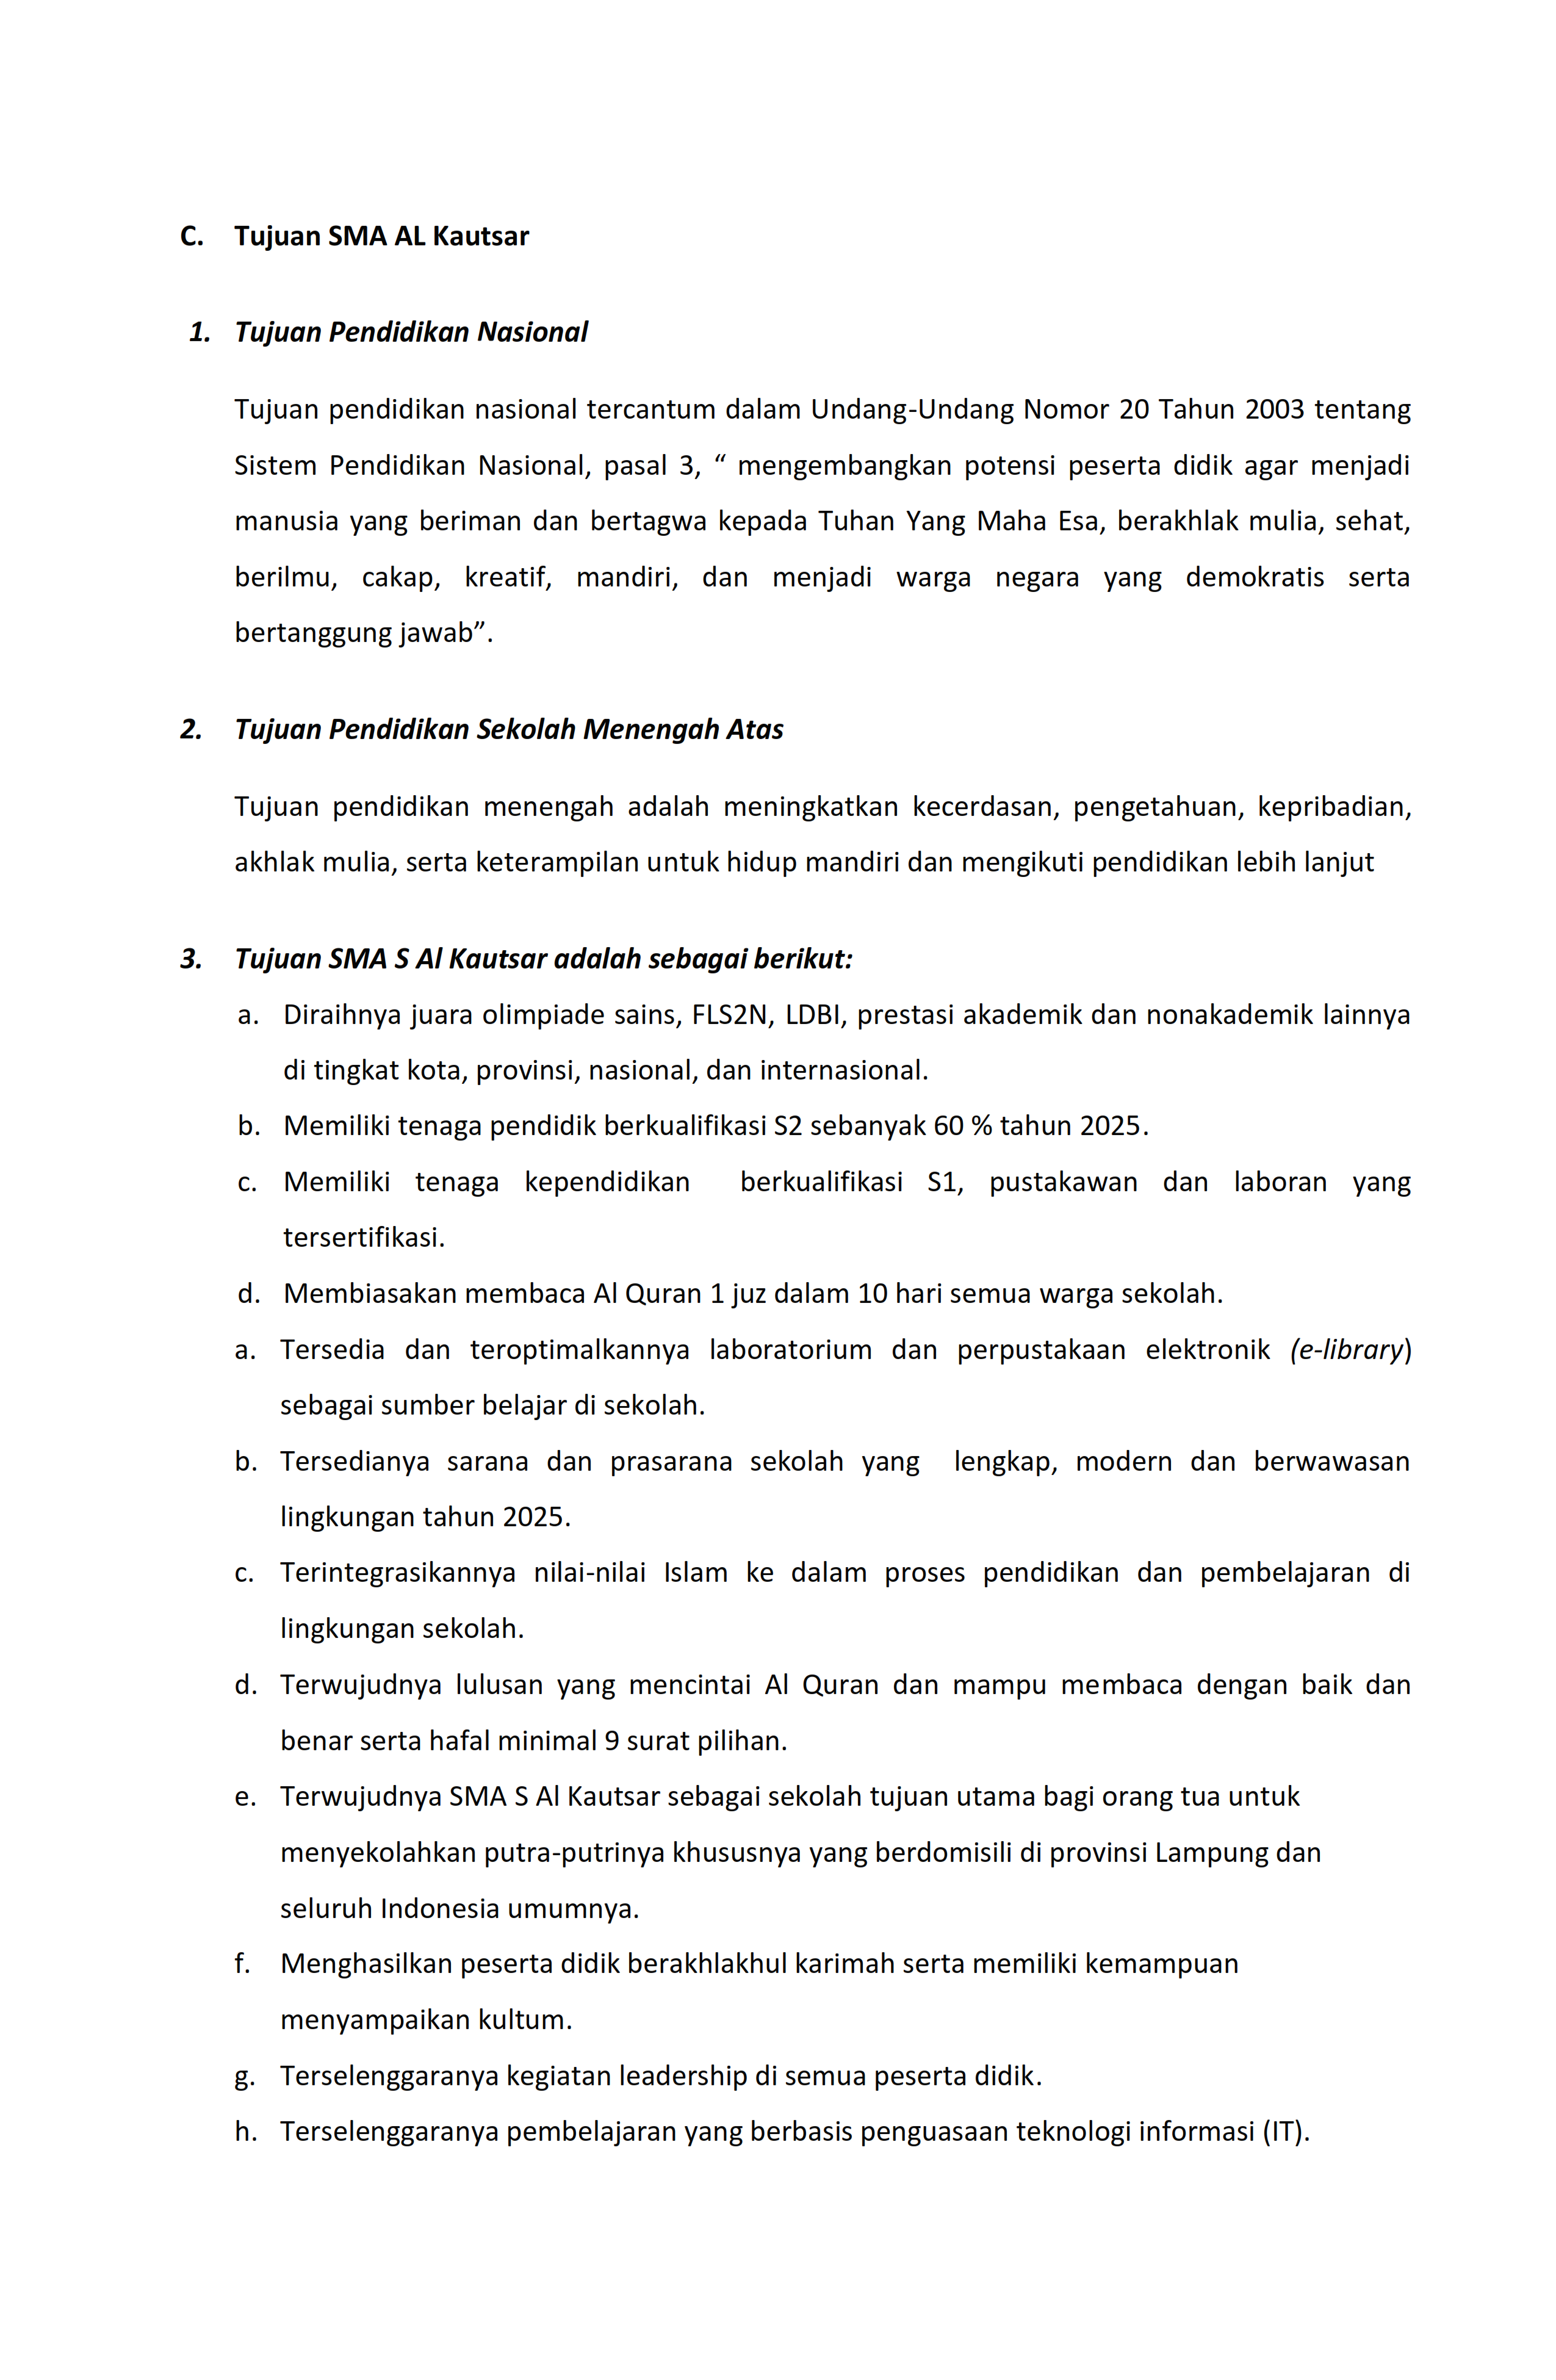 C. Tujuan SMA AL Kautsar
1. Tujuan Pendidikan Nasional
Tujuan pendidikan nasional tercantum dalam Undang-Undang Nomor 20 Tahun 2003 tentang
Sistem Pendidikan Nasional, pasal 3, “ mengembangkan potensi peserta didik agar menjadi
manusia yang beriman dan bertagwa kepada Tuhan Yang Maha Esa, berakhlak mulia, sehat,
berilmu, cakap, kreatif, mandiri, dan menjadi warga negara yang demokratis serta
bertanggung jawab”.
2. Tujuan Pendidikan Sekolah Menengah Atas
Tujuan pendidikan menengah adalah meningkatkan kecerdasan, pengetahuan, kepribadian,
akhlak mulia, serta keterampilan untuk hidup mandiri dan mengikuti pendidikan lebih lanjut
3. Tujuan SMA S Al Kautsar adalah sebagai berikut:
a. Diraihnya juara olimpiade sains, FLS2N, LDBI, prestasi akademik dan nonakademik lainnya
di tingkat kota, provinsi, nasional, dan internasional.
b. Memiliki tenaga pendidik berkualifikasi S2 sebanyak 60 % tahun 2025.
c. Memiliki tenaga kependidikan berkualifikasi S1, pustakawan dan laboran yang
tersertifikasi.
d. Membiasakan membaca Al Quran 1 juz dalam 10 hari semua warga sekolah.
a. Tersedia dan teroptimalkannya laboratorium dan perpustakaan elektronik (e-library)
sebagai sumber belajar di sekolah.
b. Tersedianya sarana dan prasarana sekolah yang lengkap, modern dan berwawasan
lingkungan tahun 2025.
c. Terintegrasikannya nilai-nilai Islam ke dalam proses pendidikan dan pembelajaran di
lingkungan sekolah.
d. Terwujudnya lulusan yang mencintai Al Quran dan mampu membaca dengan baik dan
benar serta hafal minimal 9 surat pilihan.
e. Terwujudnya SMA S Al Kautsar sebagai sekolah tujuan utama bagi orang tua untuk
menyekolahkan putra-putrinya khususnya yang berdomisili di provinsi Lampung dan
seluruh Indonesia umumnya.
f. Menghasilkan peserta didik berakhlakhul karimah serta memiliki kemampuan
menyampaikan kultum.
g. Terselenggaranya kegiatan leadership di semua peserta didik.
h. Terselenggaranya pembelajaran yang berbasis penguasaan teknologi informasi (IT).